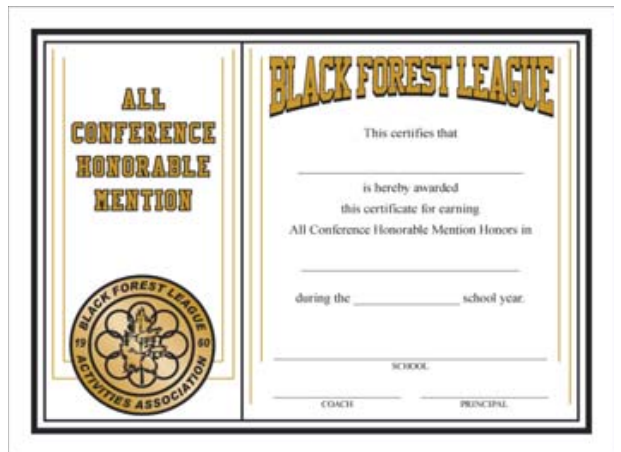 ALL
CONFERENCE
HONORABLE
MENTION
BLACK FOREST LEAGUE
19 60
ACTIVITIES ASSOCIATION
BLACK FOREST LEAGUE
This certifies that
is hereby awarded
this certificate for earning
All Conference Honorable Mention Honors in
during the school year.
SCHOOL
COACH PRINCIPAL